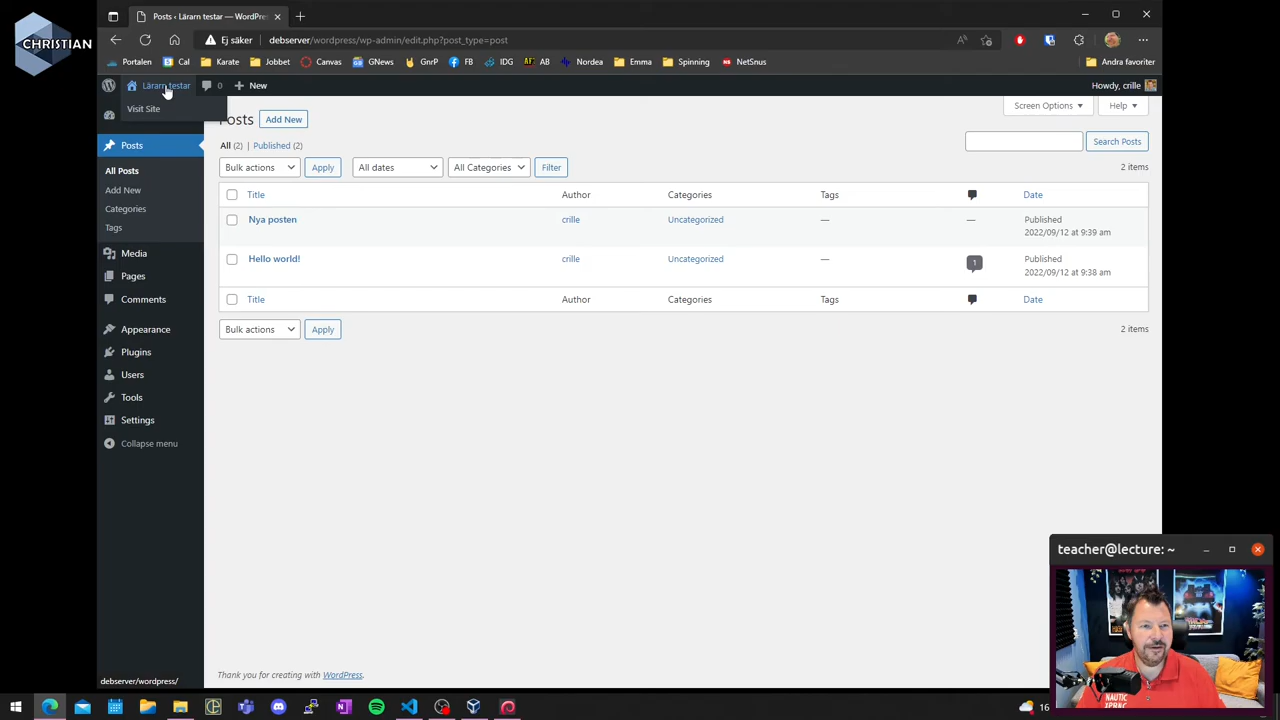 CHRISTIAN
Posts ‹ Lärarn testar — WordPres
Ej säker
debserver/wordpress/wp-admin/edit.php?post_type=post
Portalen
Cal
Karate
Jobbet
Canvas
GNews
GnrP
FB
IDG
AB
Nordea
Emma
Spinning
NetSnus
Andra favoriter
Lärarn testar
0
New
Howdy, crille
Visit Site
Screen Options
Help
Posts
Add New
Posts
All Posts
Add New
Categories
Tags
Media
Pages
Comments
Appearance
Plugins
Users
Tools
Settings
Collapse menu
All (2) | Published (2)
Search Posts
Bulk actions
Apply
All dates
All Categories
Filter
2 items
Title Author Categories Tags Date
Nya posten crille Uncategorized — — Published
2022/09/12 at 9:39 am
Hello world! crille Uncategorized — 1 Published
2022/09/12 at 9:38 am
Title Author Categories Tags Date
Bulk actions
Apply
2 items
teacher@lecture: ~
NAUTIC
Thank you for creating with WordPress.
debserver/wordpress/
16